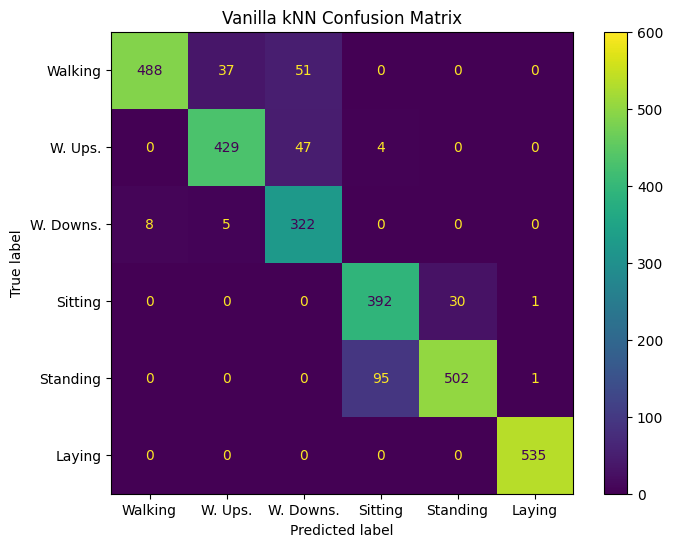 Vanilla kNN Confusion Matrix
True label
Walking 488 37 51 0 0 0
W. Ups. 0 429 47 4 0 0
W. Downs. 8 5 322 0 0 0
Sitting 0 0 0 392 30 1
Standing 0 0 0 95 502 1
Laying 0 0 0 0 0 535
Walking W. Ups. W. Downs. Sitting Standing Laying
Predicted label
600
500
400
300
200
100
0